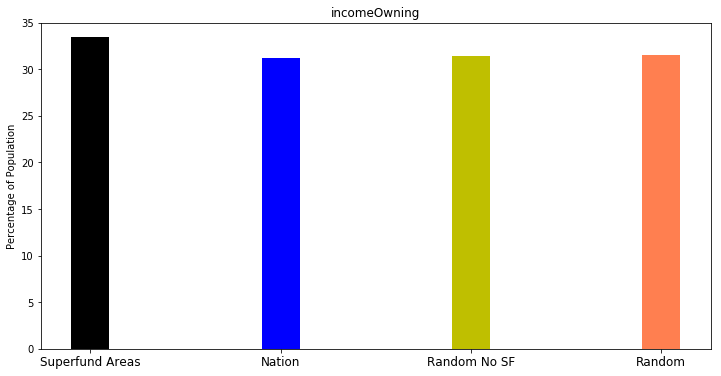 incomeOwning
Percentage of Population
35
30
25
20
15
10
5
0
Superfund Areas
Nation
Random No SF
Random